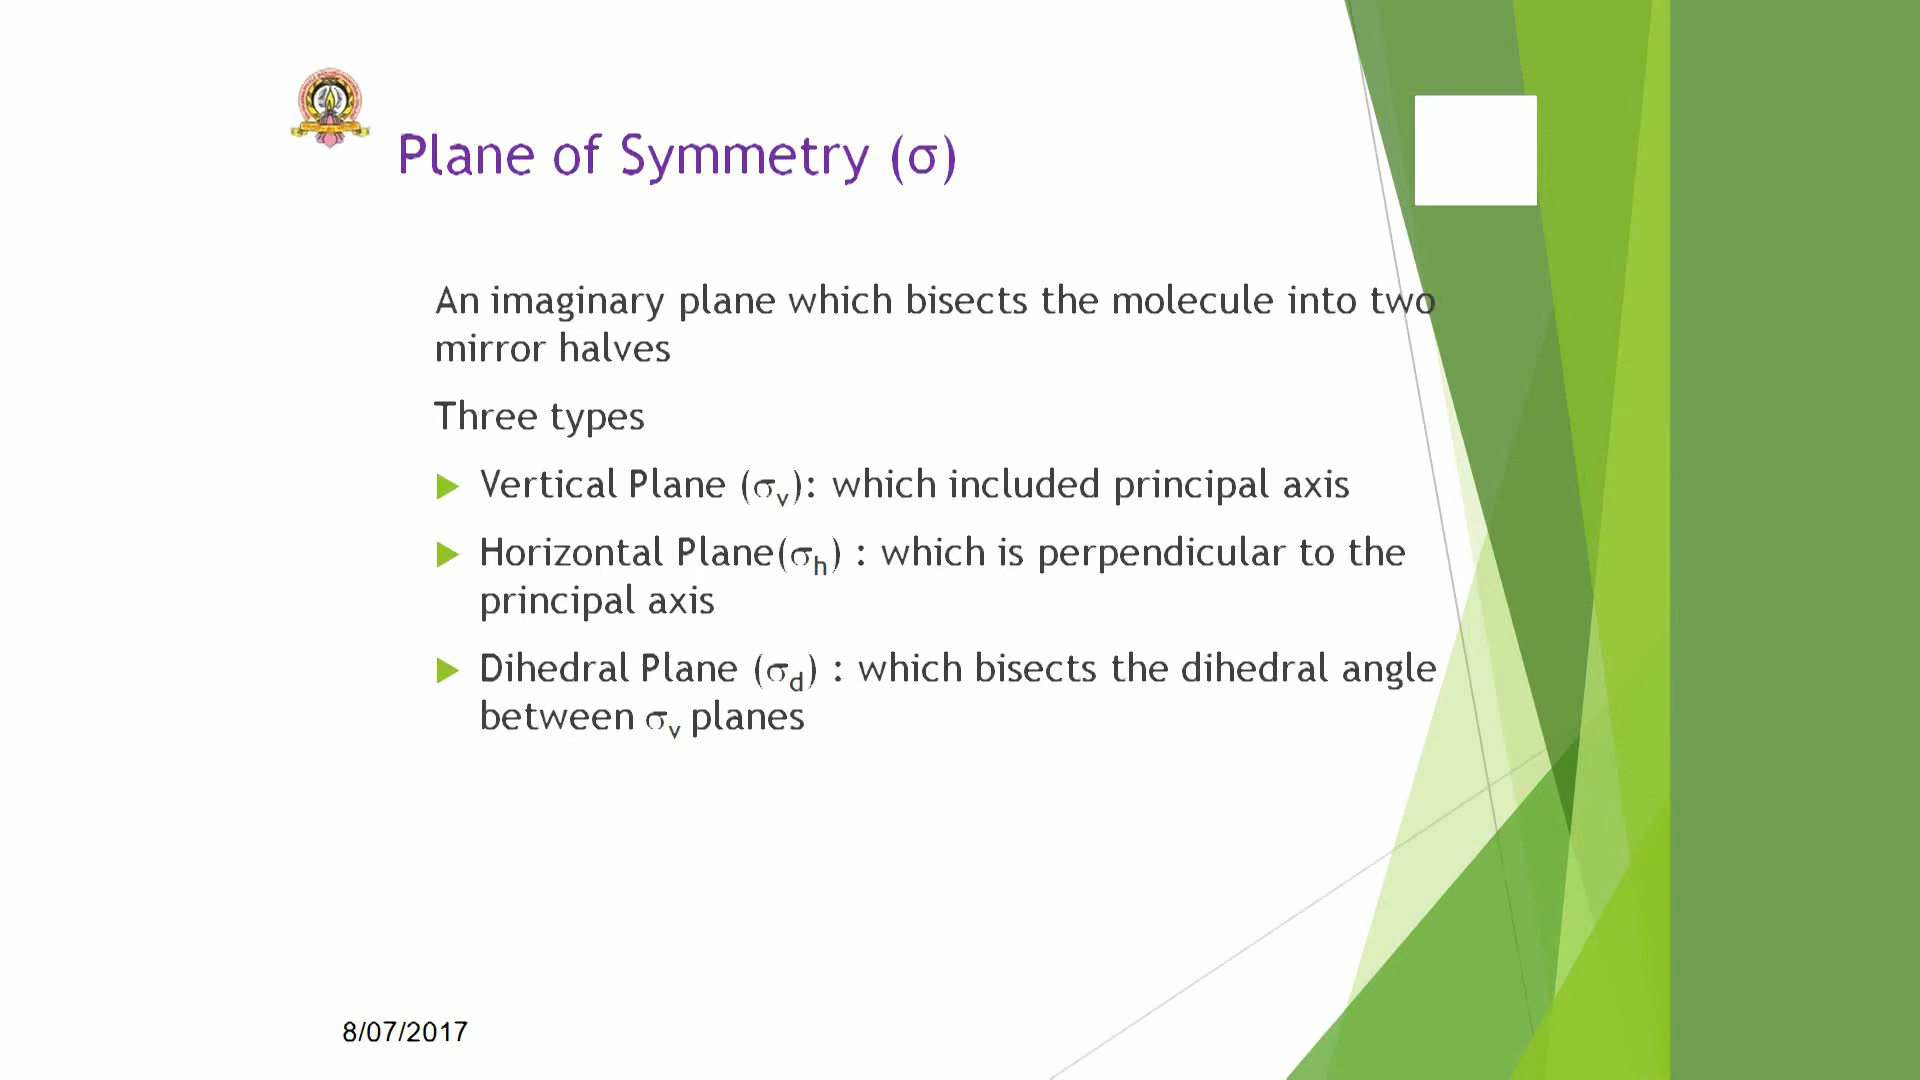 Plane of Symmetry (σ)
An imaginary plane which bisects the molecule into two
mirror halves
Three types
Vertical Plane (σv): which included principal axis
Horizontal Plane(σh) : which is perpendicular to the
principal axis
Dihedral Plane (σd) : which bisects the dihedral angle
between σv planes
8/07/2017